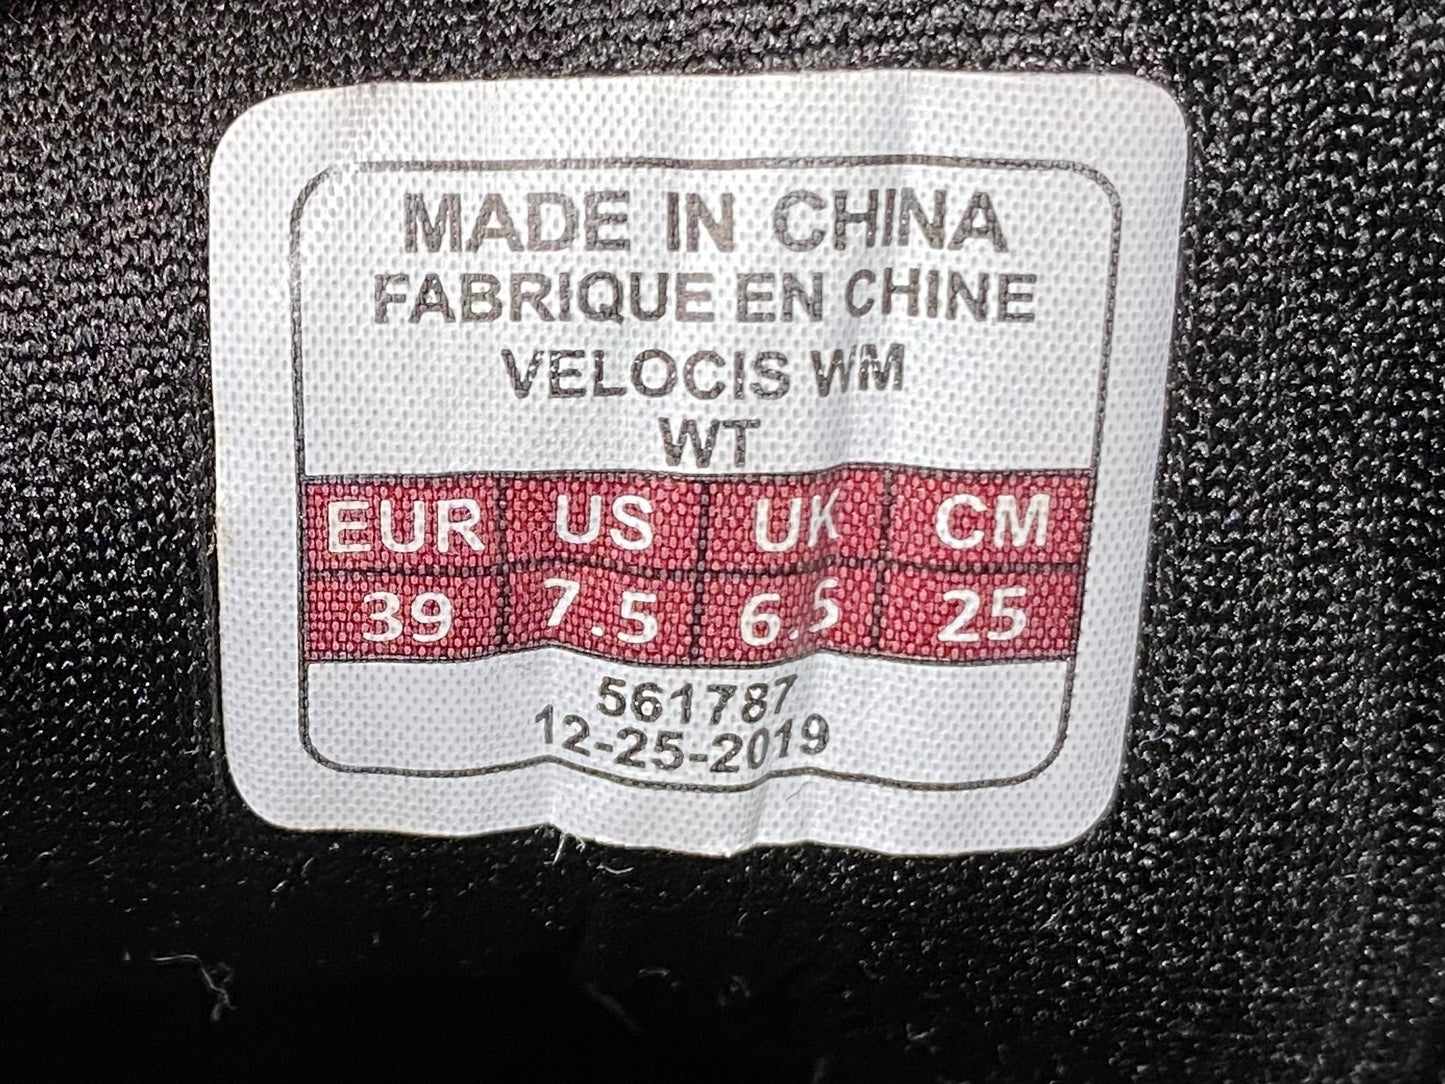 MADE IN CHINA
FABRIQUE EN CHINE
VELOCIS WM
WT
EUR US UK CM
39 7.5 6.5 25
561787
12-25-2019